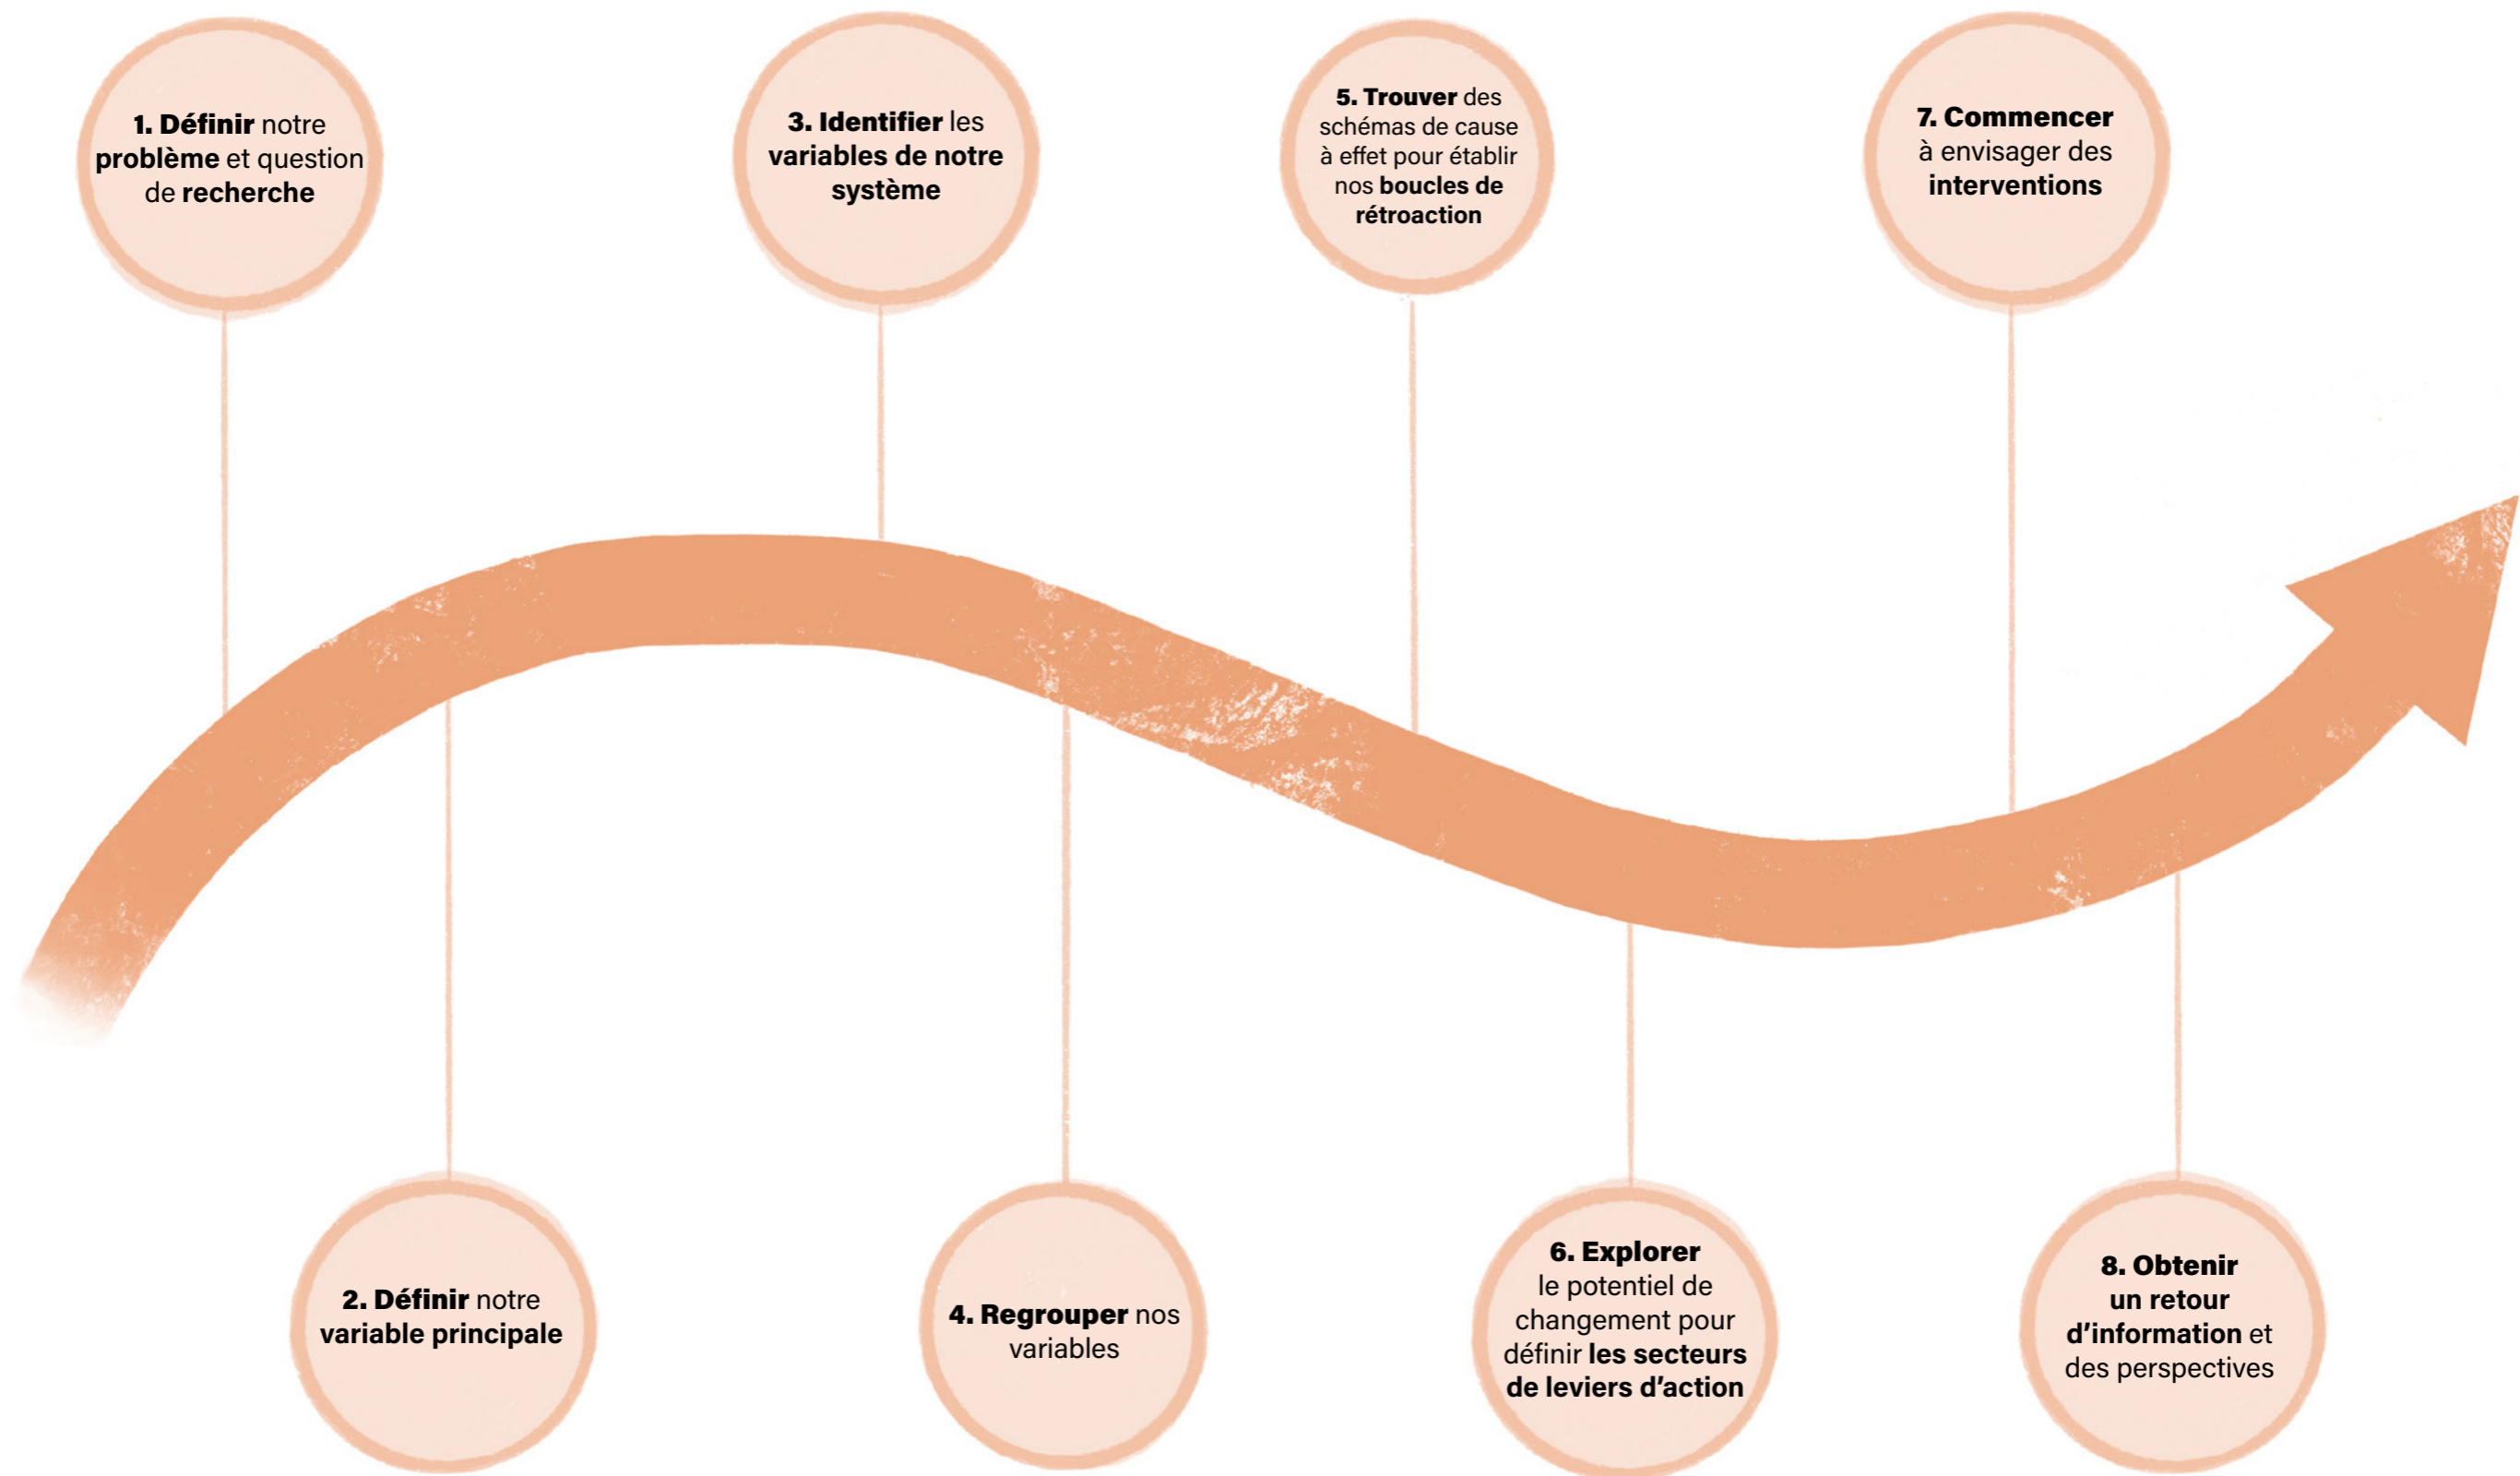 1. Définir notre
problème et question
de recherche
2. Définir notre
variable principale
3. Identifier les
variables de notre
système
4. Regrouper nos
variables
5. Trouver des
schémas de cause
à effet pour établir
nos boucles de
rétroaction
6. Explorer
le potentiel de
changement pour
définir les secteurs
de leviers d’action
7. Commencer
à envisager des
interventions
8. Obtenir
un retour
d’information et
des perspectives